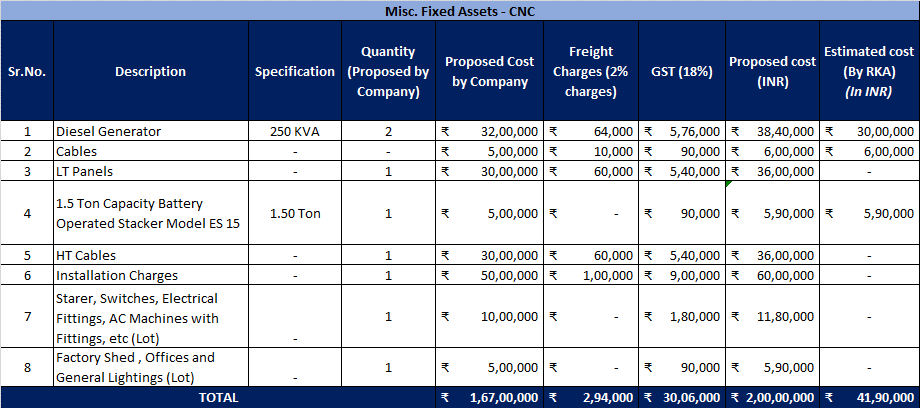 Misc. Fixed Assets - CNC
Sr.No. Description Specification Quantity (Proposed by Company) Proposed Cost by Company Freight Charges (2% charges) GST (18%) Proposed cost (INR) Estimated cost (By RKA) (In INR)
1 Diesel Generator 250 KVA 2 ₹ 32,00,000 ₹ 64,000 ₹ 5,76,000 ₹ 38,40,000 ₹ 30,00,000
2 Cables - - ₹ 5,00,000 ₹ 10,000 ₹ 90,000 ₹ 6,00,000 ₹ 6,00,000
3 LT Panels - 1 ₹ 30,00,000 ₹ 60,000 ₹ 5,40,000 ₹ 36,00,000 -
4 1.5 Ton Capacity Battery Operated Stacker Model ES 15 1.50 Ton 1 ₹ 5,00,000 ₹ - ₹ 90,000 ₹ 5,90,000 ₹ 5,90,000
5 HT Cables - 1 ₹ 30,00,000 ₹ 60,000 ₹ 5,40,000 ₹ 36,00,000 -
6 Installation Charges - 1 ₹ 50,00,000 ₹ 1,00,000 ₹ 9,00,000 ₹ 60,00,000 -
7 Starer, Switches, Electrical Fittings, AC Machines with Fittings, etc (Lot) - 1 ₹ 10,00,000 ₹ - ₹ 1,80,000 ₹ 11,80,000 -
8 Factory Shed , Offices and General Lightings (Lot) - 1 ₹ 5,00,000 ₹ - ₹ 90,000 ₹ 5,90,000 -
TOTAL ₹ 1,67,00,000 ₹ 2,94,000 ₹ 30,06,000 ₹ 2,00,00,000 ₹ 41,90,000